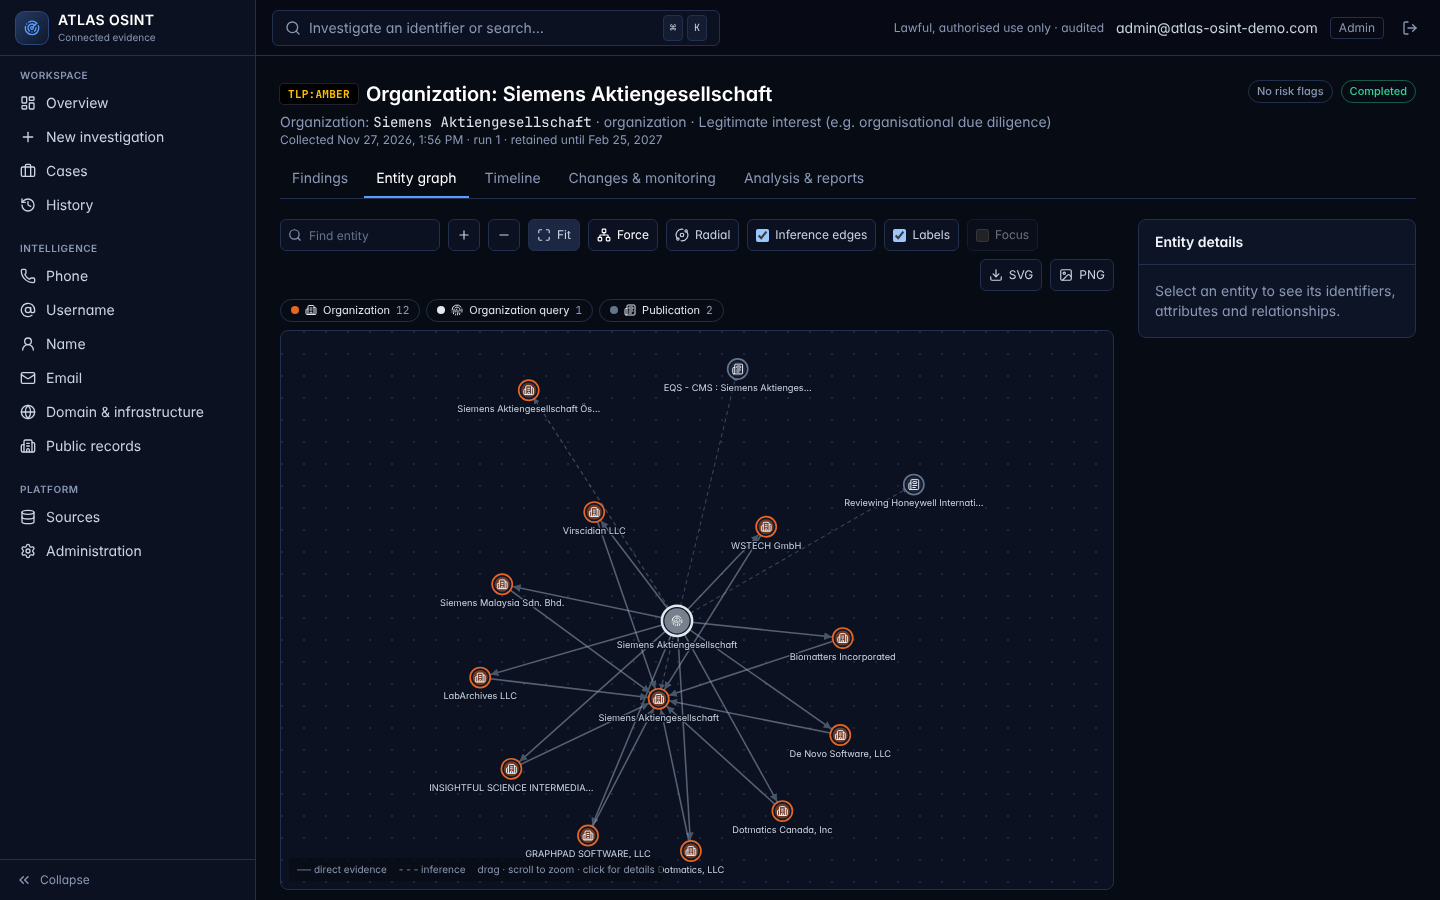 ATLAS OSINT
Connected evidence
Investigate an identifier or search...
⌘ K
Lawful, authorised use only · audited
admin@atlas-osint-demo.com
Admin
WORKSPACE
Overview
New investigation
Cases
History
INTELLIGENCE
Phone
Username
Name
Email
Domain & infrastructure
Public records
PLATFORM
Sources
Administration
Collapse
TLP:AMBER
Organization: Siemens Aktiengesellschaft
No risk flags
Completed
Organization: Siemens Aktiengesellschaft · organization · Legitimate interest (e.g. organisational due diligence)
Collected Nov 27, 2026, 1:56 PM · run 1 · retained until Feb 25, 2027
Findings
Entity graph
Timeline
Changes & monitoring
Analysis & reports
Find entity
Fit
Force
Radial
Inference edges
Labels
Focus
SVG
PNG
Organization 12
Organization query 1
Publication 2
EQS - CMS : Siemens Aktienges...
Siemens Aktiengesellschaft Ös...
Reviewing Honeywell Internati...
Virscidian LLC
WSTECH GmbH
Siemens Malaysia Sdn. Bhd.
Siemens Aktiengesellschaft
Biomatters Incorporated
LabArchives LLC
Siemens Aktiengesellschaft
De Novo Software, LLC
INSIGHTFUL SCIENCE INTERMEDIA...
Dotmatics Canada, Inc
GRAPHPAD SOFTWARE, LLC
Dotmatics, LLC
direct evidence
inference
drag · scroll to zoom · click for details
Entity details
Select an entity to see its identifiers,
attributes and relationships.